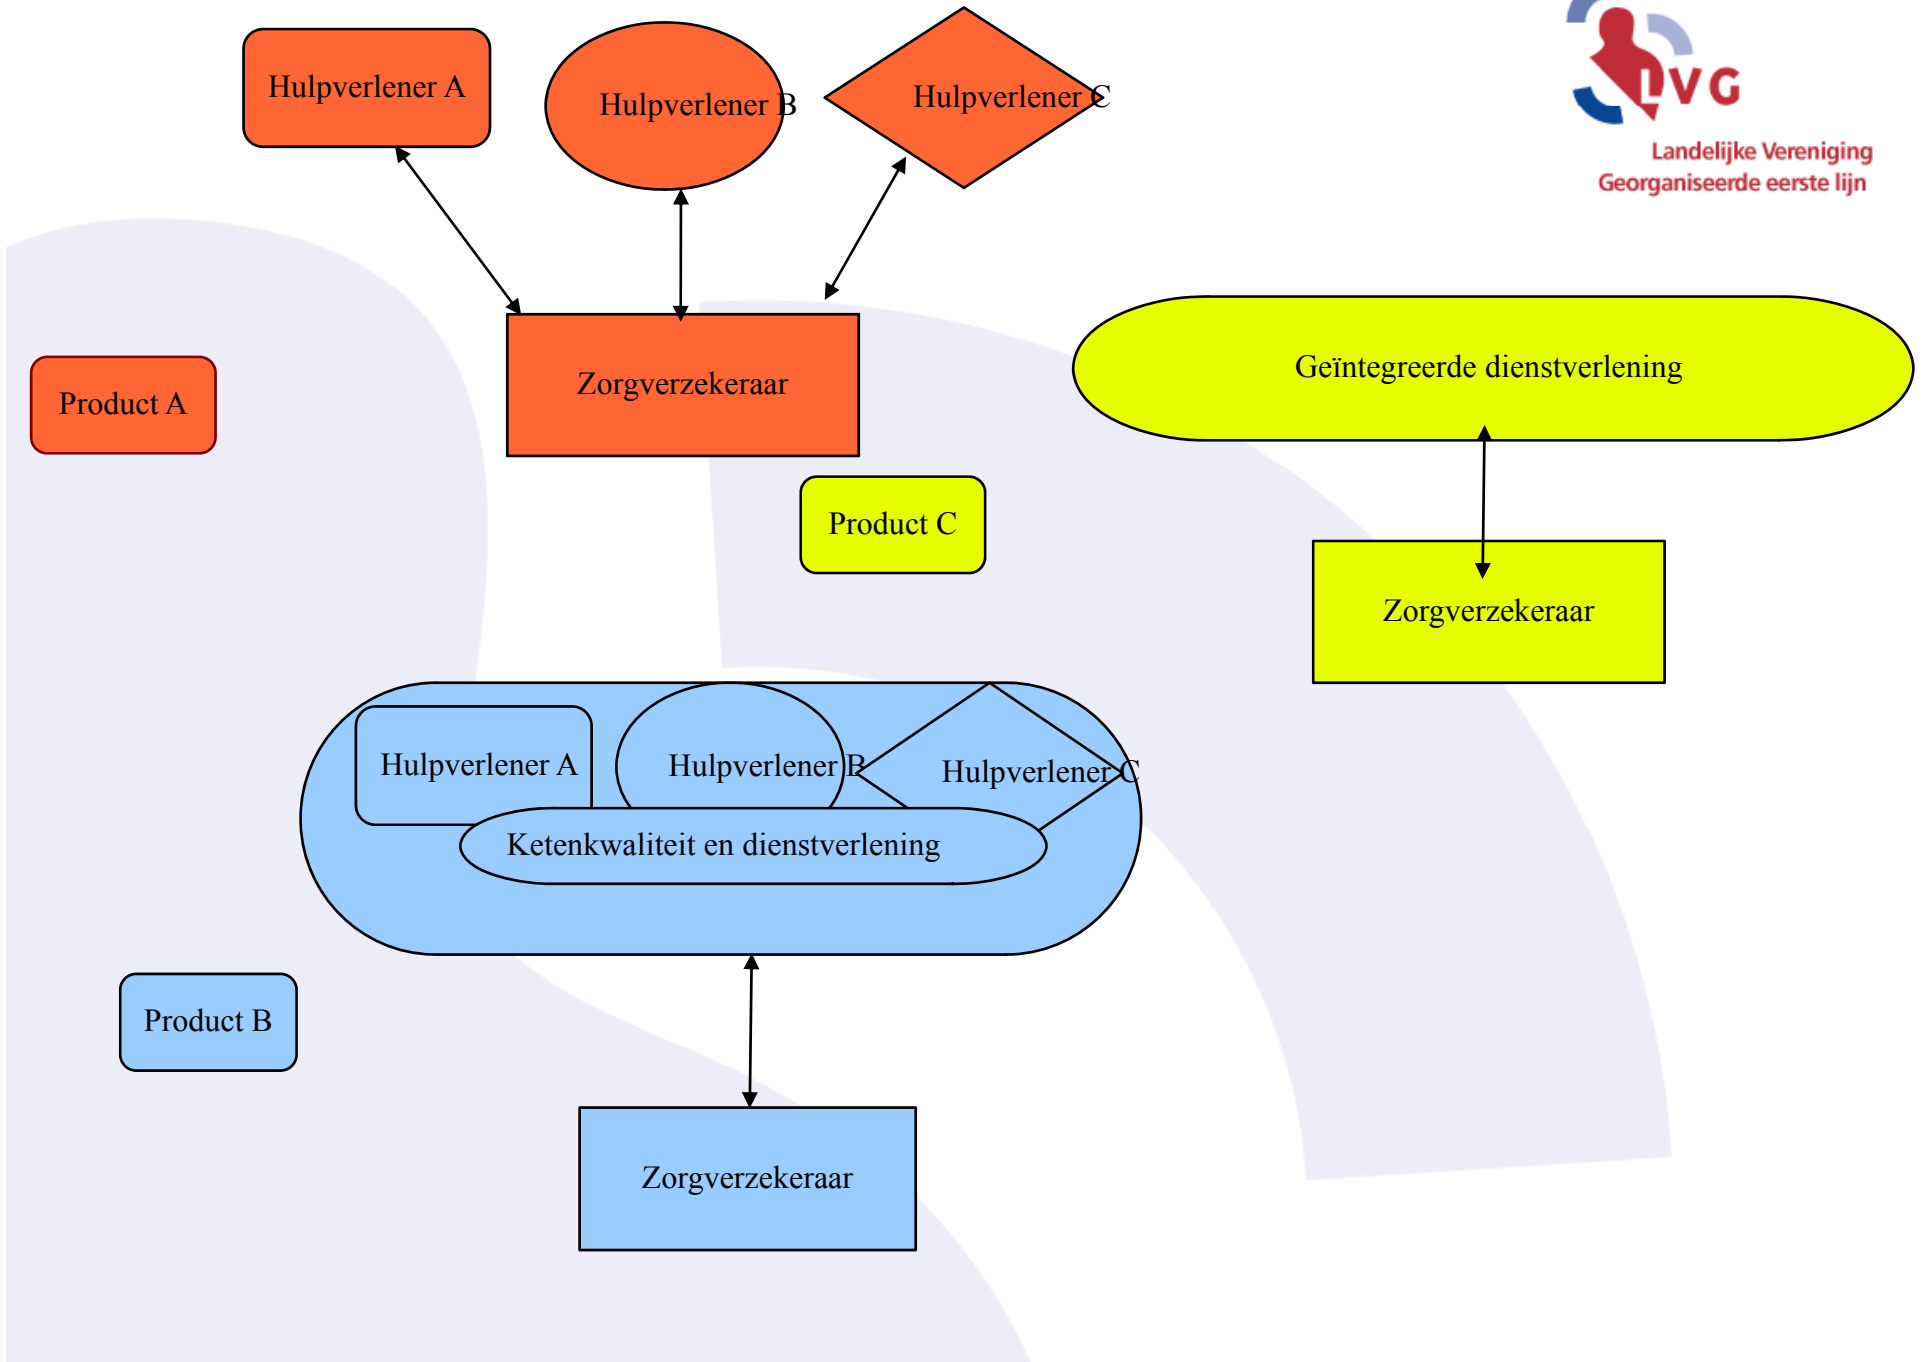 Hulpverlener A
Hulpverlener B
Hulpverlener C
LVG
Landelijke Vereniging
Georganiseerde eerste lijn
Zorgverzekeraar
Product A
Geïntegreerde dienstverlening
Product C
Zorgverzekeraar
Hulpverlener A
Hulpverlener B
Hulpverlener C
Ketenkwaliteit en dienstverlening
Product B
Zorgverzekeraar